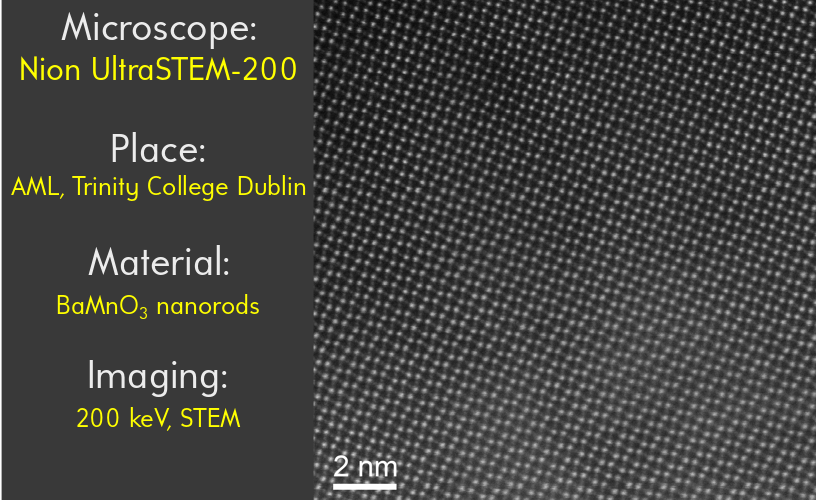 Microscope:
Nion UltraSTEM-200
Place:
AML, Trinity College Dublin
Material:
BaMnO₃ nanorods
Imaging:
200 keV, STEM
2 nm